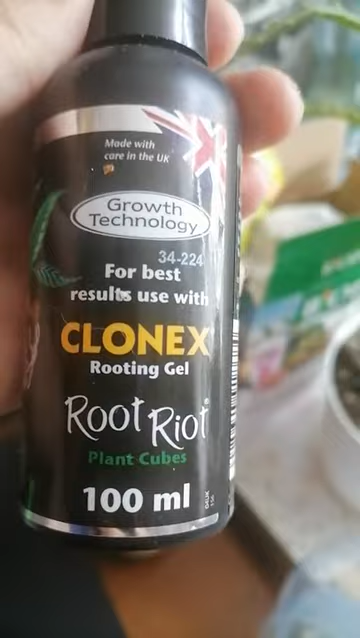 Made with
care in the UK
Growth
Technology
34-224
For best
results use with
CLONEX
Rooting Gel
Root Riot
Plant Cubes
100 ml